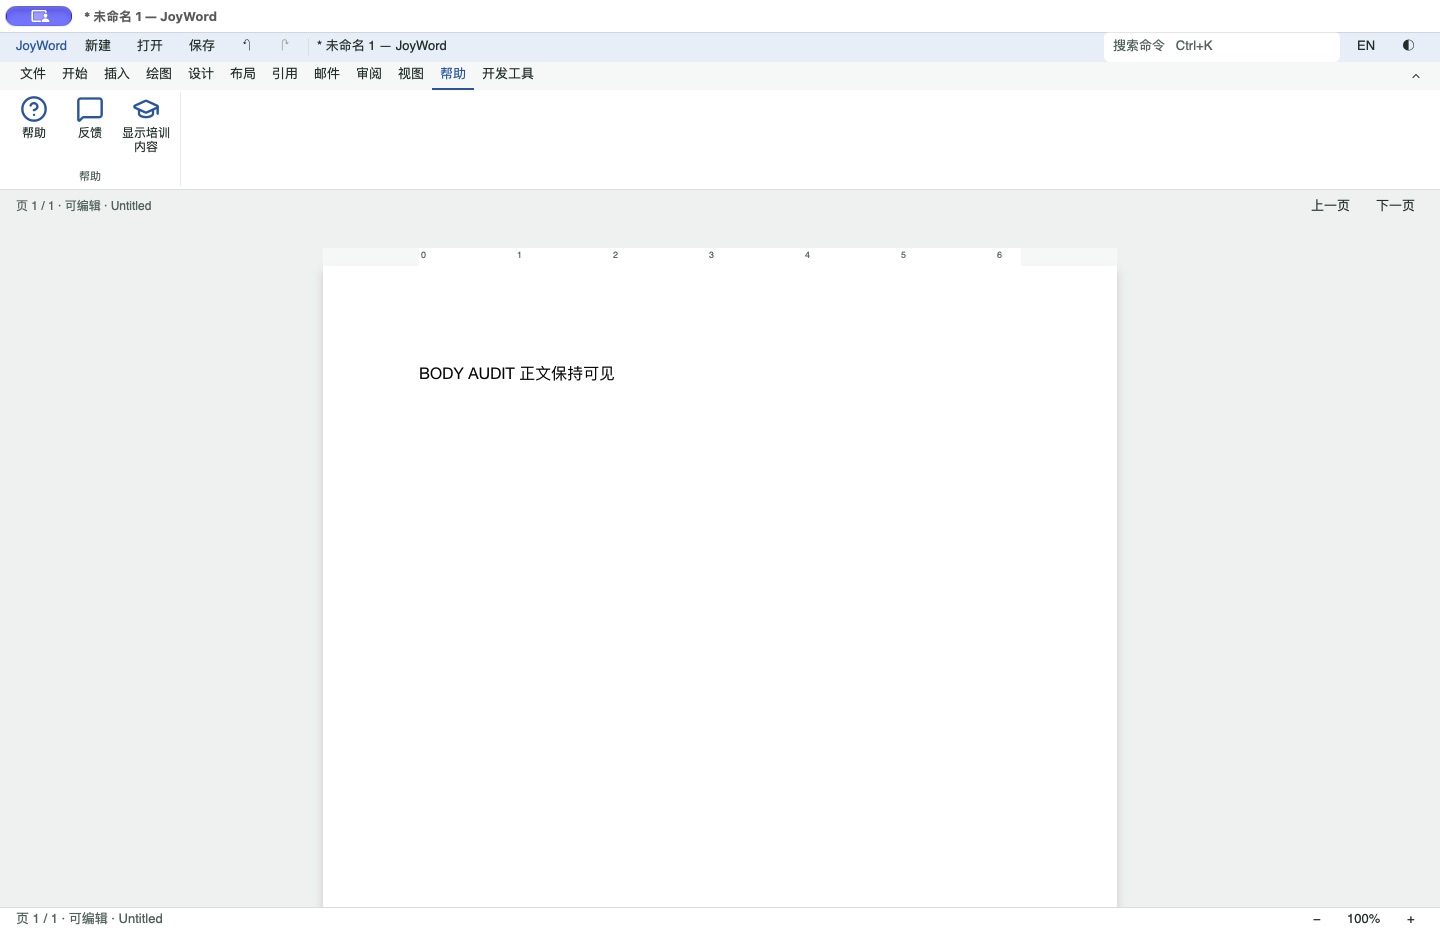 * 未命名 1 — JoyWord
JoyWord 新建 打开 保存 * 未命名 1 — JoyWord 搜索命令 Ctrl+K EN
文件 开始 插入 绘图 设计 布局 引用 邮件 审阅 视图 帮助 开发工具
帮助 反馈 显示培训
内容
帮助
页 1 / 1 · 可编辑 · Untitled 上一页 下一页
0 1 2 3 4 5 6
BODY AUDIT 正文保持可见
页 1 / 1 · 可编辑 · Untitled − 100% +